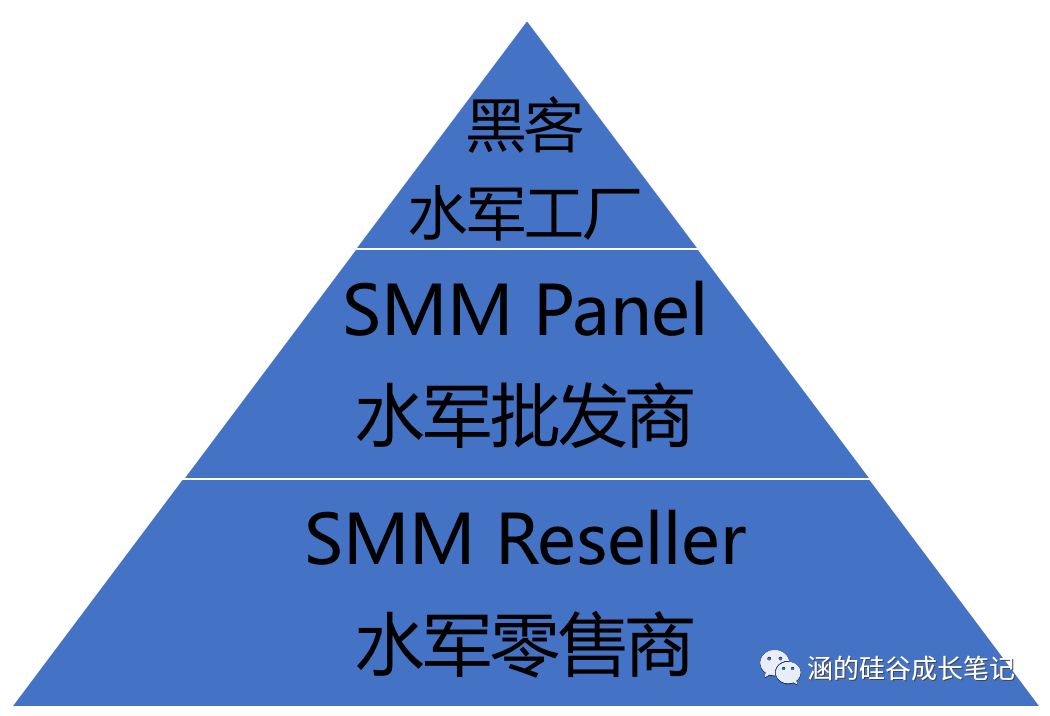 黑客
水军工厂
SMM Panel
水军批发商
SMM Reseller
水军零售商
涵的硅谷成长笔记